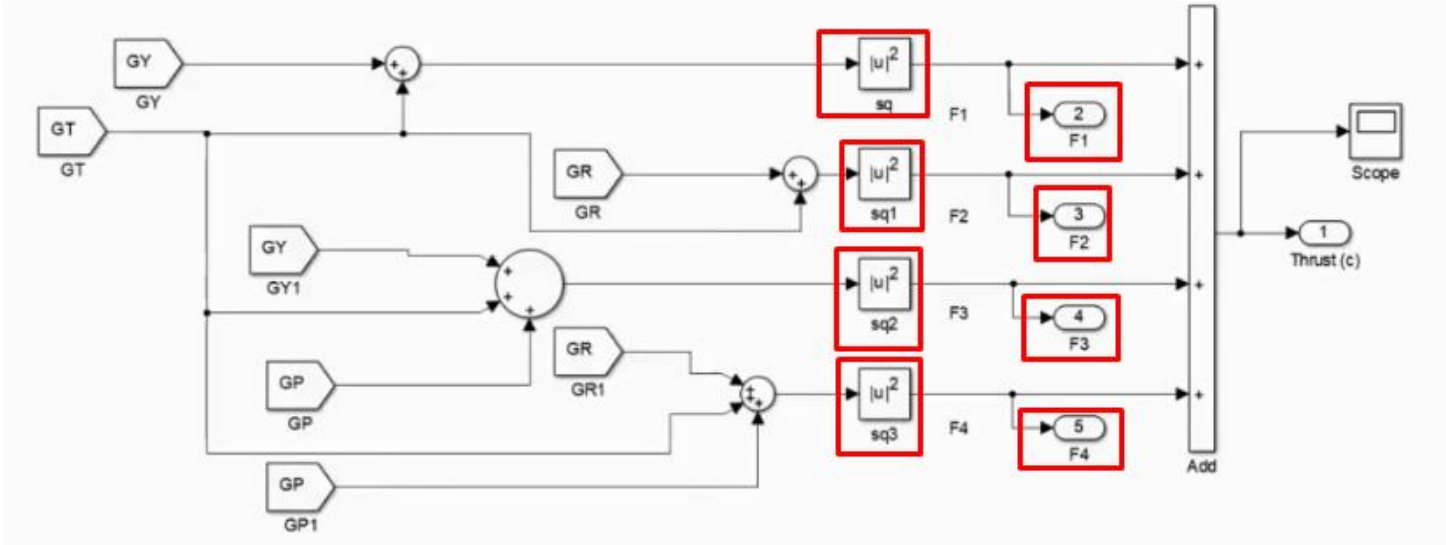 GY
GY
+
+
|u|²
sq
F1
2
F1
+
GT
GT
GR
GR
+
+
|u|²
sq1
F2
3
F2
+
Scope
GY
GY1
+
+
+
|u|²
sq2
F3
4
F3
+
1
Thrust (c)
GP
GP
GR
GR1
+
+
+
|u|²
sq3
F4
5
F4
+
Add
GP
GP1